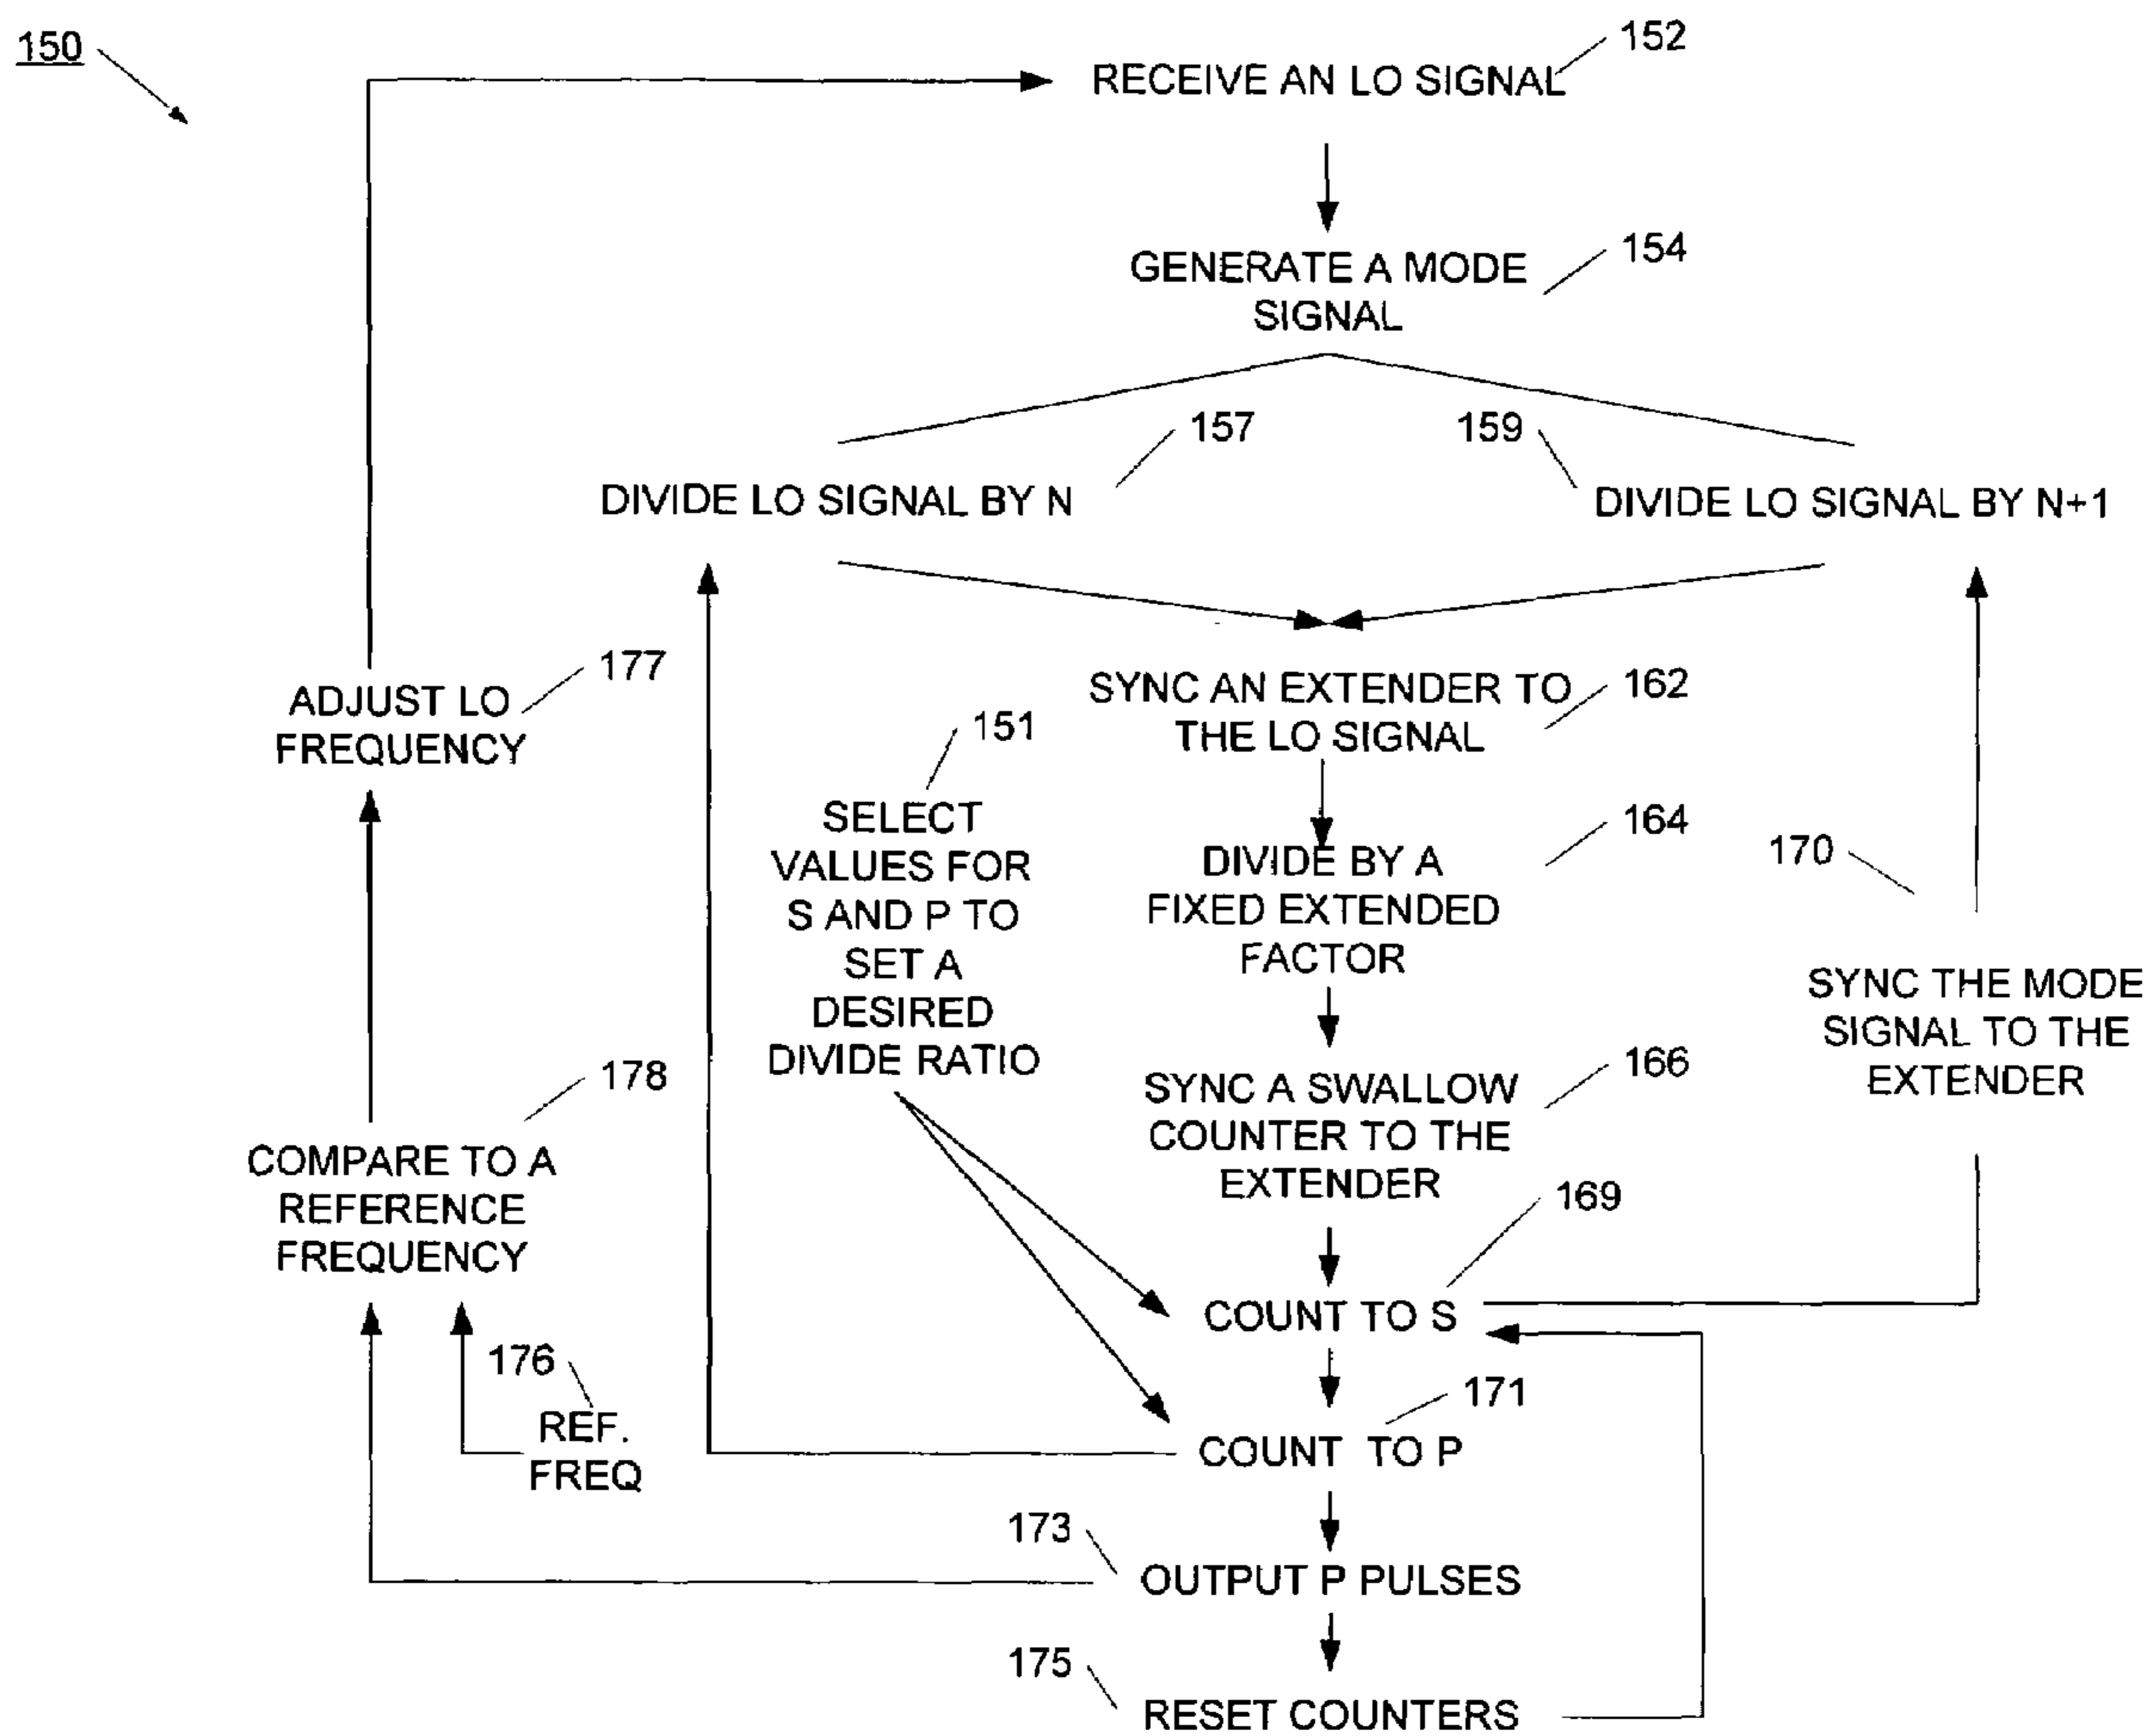 150
152
RECEIVE AN LO SIGNAL
154
GENERATE A MODE
SIGNAL
157
159
DIVIDE LO SIGNAL BY N
DIVIDE LO SIGNAL BY N+1
177
ADJUST LO
FREQUENCY
162
SYNC AN EXTENDER TO
THE LO SIGNAL
151
SELECT
VALUES FOR
S AND P TO
SET A
DESIRED
DIVIDE RATIO
164
DIVIDE BY A
FIXED EXTENDED
FACTOR
170
SYNC THE MODE
SIGNAL TO THE
EXTENDER
178
COMPARE TO A
REFERENCE
FREQUENCY
166
SYNC A SWALLOW
COUNTER TO THE
EXTENDER
169
COUNT TO S
176
REF.
FREQ
171
COUNT TO P
173
OUTPUT P PULSES
175
RESET COUNTERS